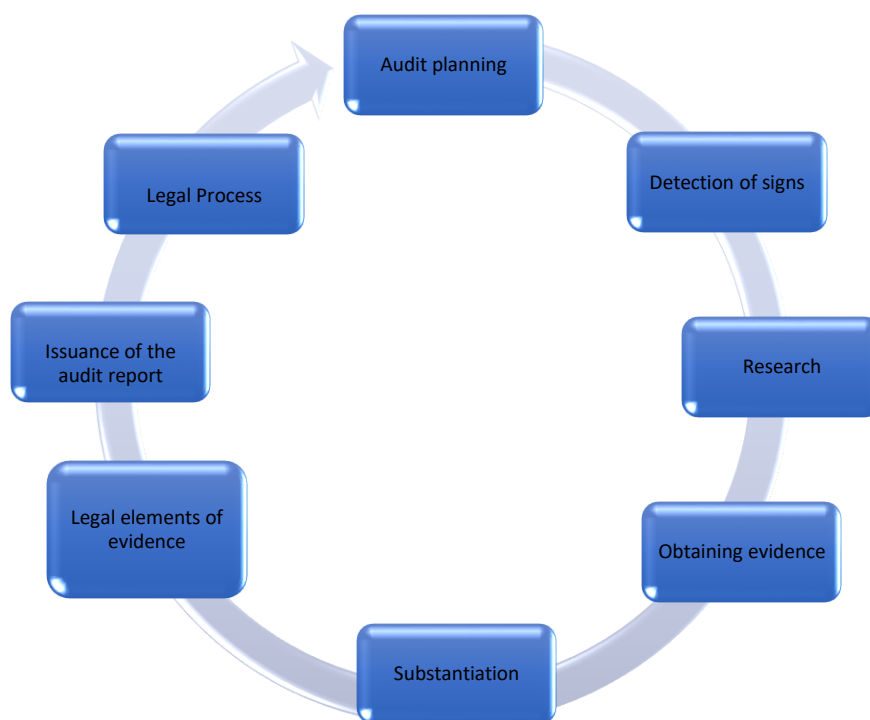 Audit planning
Detection of signs
Research
Obtaining evidence
Substantiation
Legal elements of
evidence
Issuance of the
audit report
Legal Process